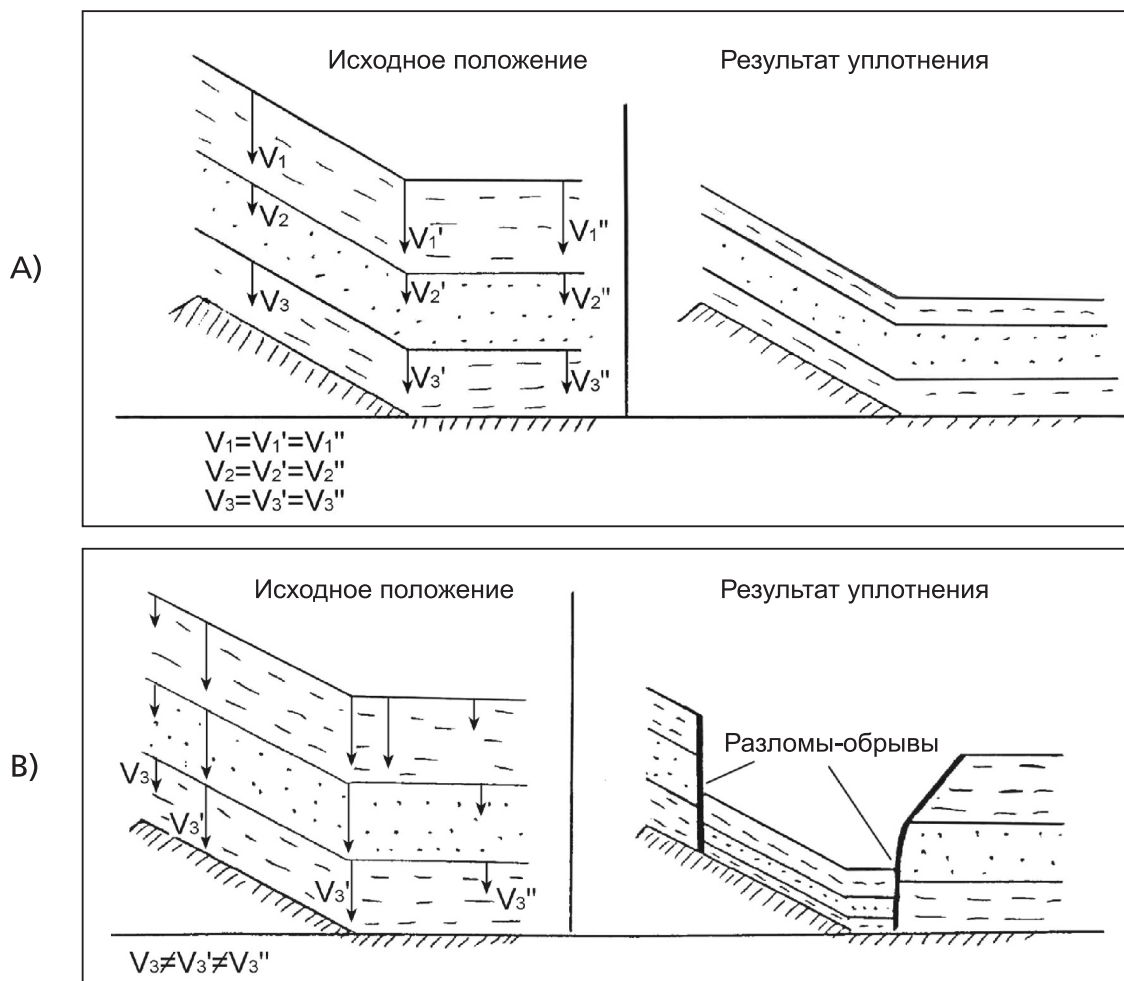 А)
Исходное положение
Результат уплотнения
V₁
V₂
V₃
V₁'
V₂'
V₃'
V₁"
V₂"
V₃"
V₁=V₁'=V₁"
V₂=V₂'=V₂"
V₃=V₃'=V₃"
В)
Исходное положение
Результат уплотнения
V₃
V₃'
V₃'
V₃"
Разломы-обрывы
V₃≠V₃'≠V₃"